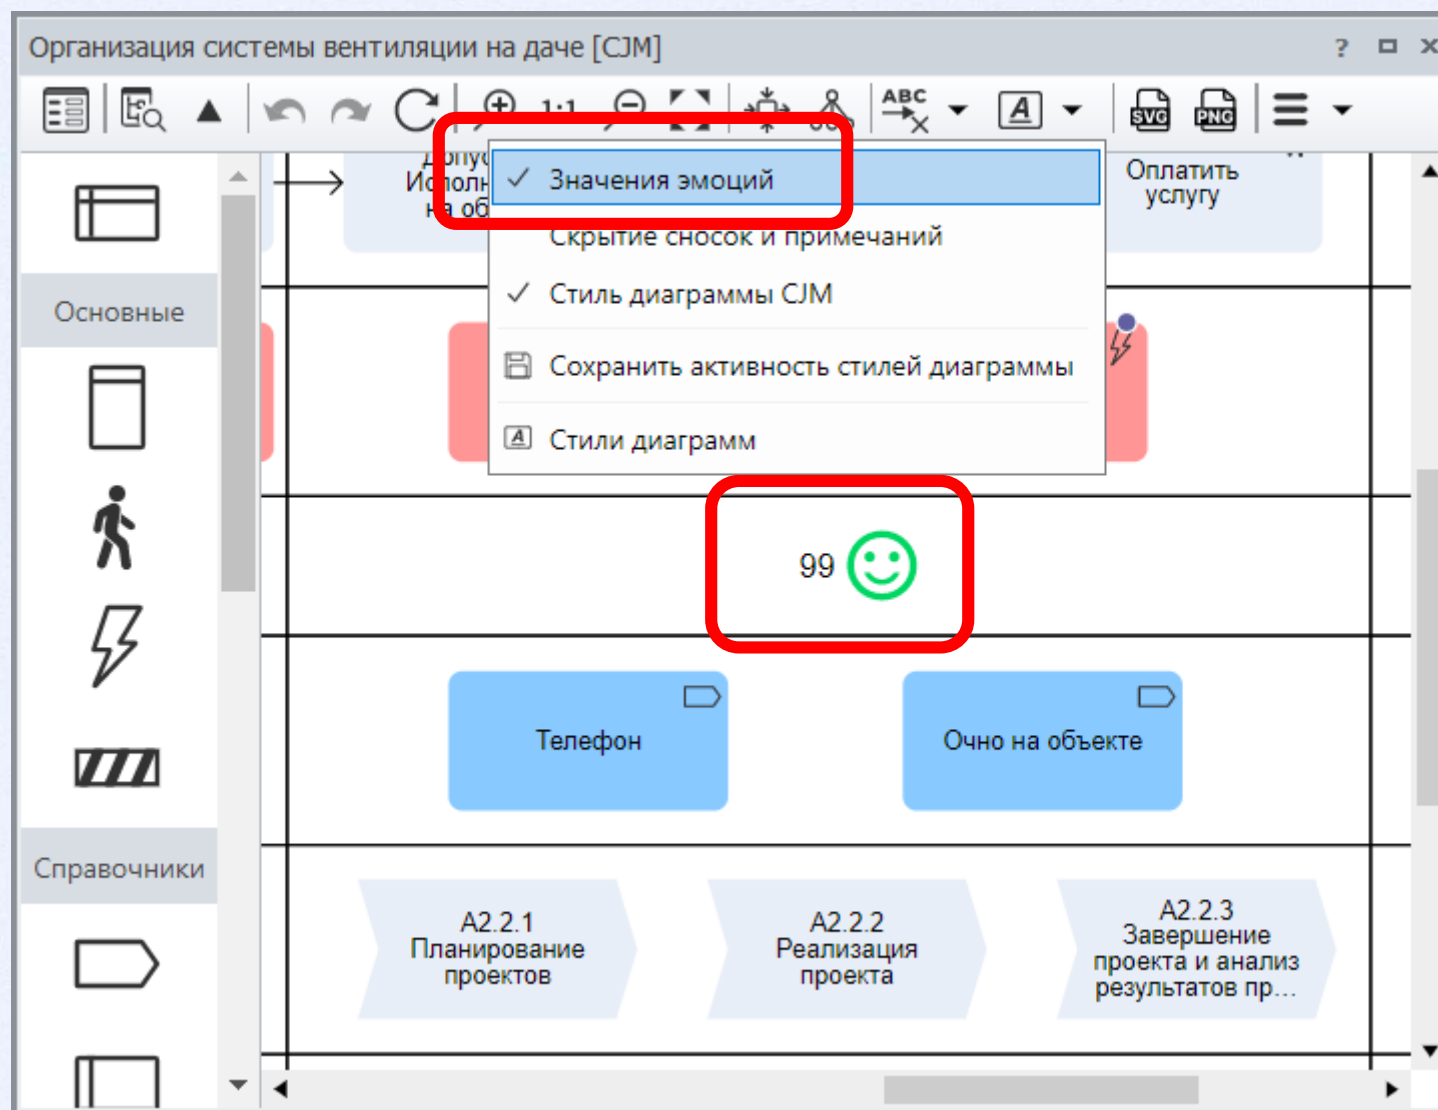 Организация системы вентиляции на даче [CJM]
?
1:1
ABC
A
SVG
PNG
Значения эмоций
Скрытие сносок и примечаний
Стиль диаграммы CJM
Сохранить активность стилей диаграммы
A
Стили диаграмм
на об
Оплатить
услугу
Основные
Справочники
99
Телефон
Очно на объекте
A2.2.1
Планирование
проектов
A2.2.2
Реализация
проекта
A2.2.3
Завершение
проекта и анализ
результатов пр...